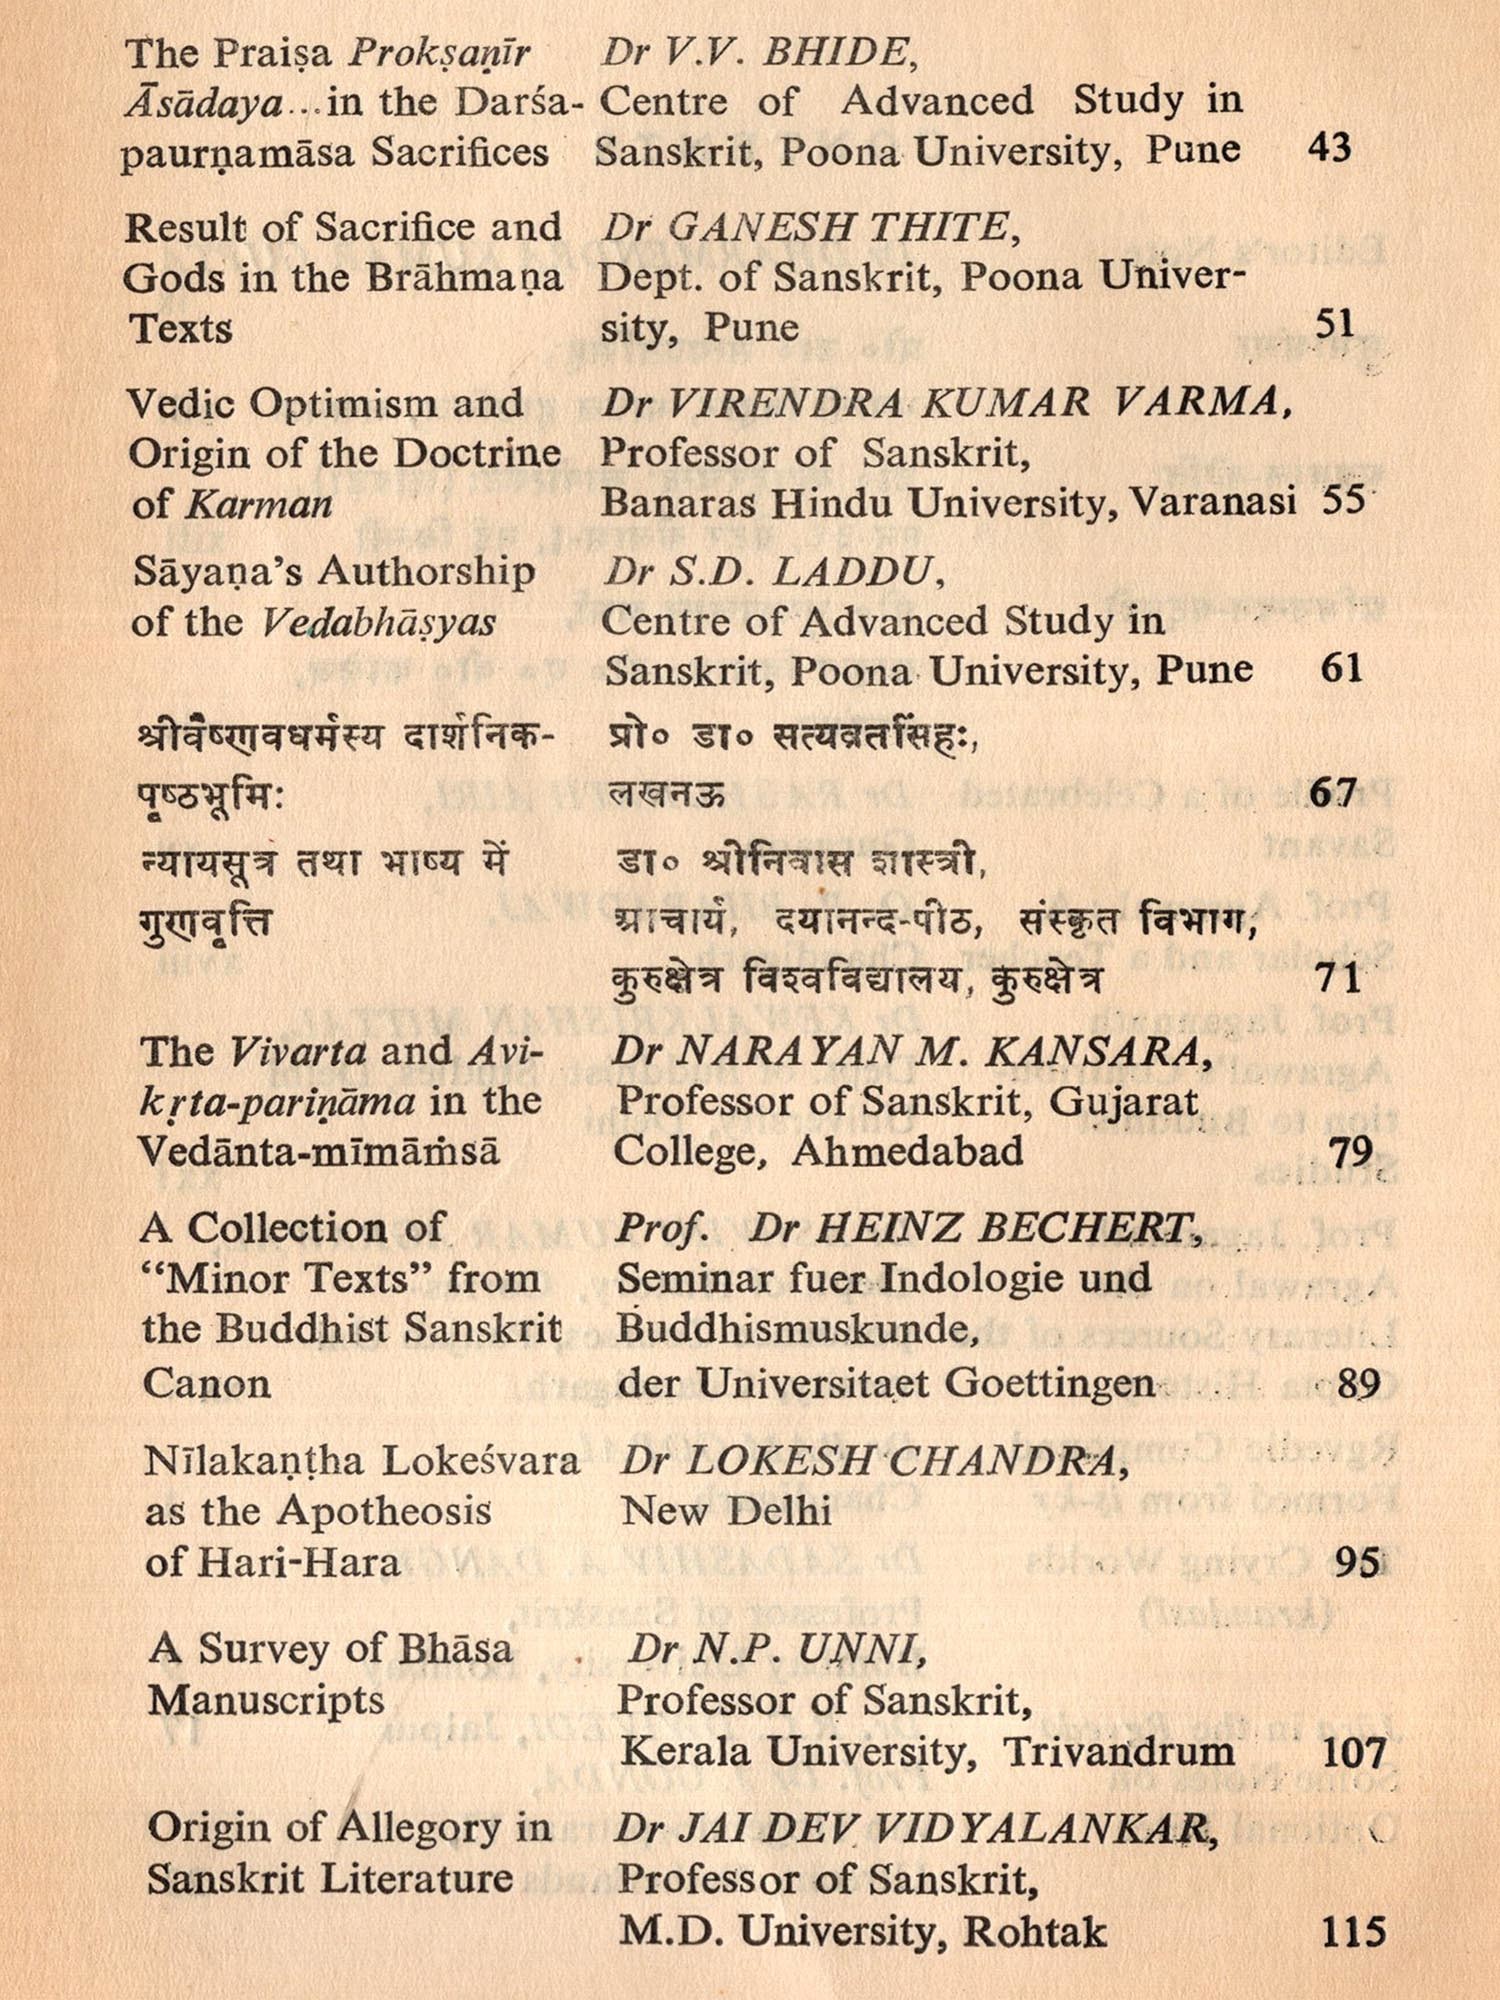 The Praiṣa Prokṣaṇīr Dr V.V. BHIDE,
Āsādaya...in the Darśa- Centre of Advanced Study in
paurṇamāsa Sacrifices Sanskrit, Poona University, Pune 43
Result of Sacrifice and Dr GANESH THITE,
Gods in the Brāhmaṇa Dept. of Sanskrit, Poona Univer-
Texts sity, Pune 51
Vedic Optimism and Dr VIRENDRA KUMAR VARMA,
Origin of the Doctrine Professor of Sanskrit,
of Karman Banaras Hindu University, Varanasi 55
Sāyaṇa's Authorship Dr S.D. LADDU,
of the Vedabhāṣyas Centre of Advanced Study in
Sanskrit, Poona University, Pune 61
श्रीवैष्णवधर्मस्य दार्शनिक- प्रो० डा० सत्यव्रतसिंहः,
पृष्ठभूमिः लखनऊ 67
न्यायसूत्र तथा भाष्य में डा० श्रीनिवास शास्त्री,
गुणवृत्ति प्राचार्य, दयानन्द-पीठ, संस्कृत विभाग,
कुरुक्षेत्र विश्वविद्यालय, कुरुक्षेत्र 71
The Vivarta and Avi- Dr NARAYAN M. KANSARA,
kṛta-pariṇāma in the Professor of Sanskrit, Gujarat
Vedānta-mīmāṁsā College, Ahmedabad 79
A Collection of Prof. Dr HEINZ BECHERT,
“Minor Texts” from Seminar fuer Indologie und
the Buddhist Sanskrit Buddhismuskunde,
Canon der Universitaet Goettingen 89
Nīlakaṇṭha Lokeśvara Dr LOKESH CHANDRA,
as the Apotheosis New Delhi
of Hari-Hara 95
A Survey of Bhāsa Dr N.P. UNNI,
Manuscripts Professor of Sanskrit,
Kerala University, Trivandrum 107
Origin of Allegory in Dr JAI DEV VIDYALANKAR,
Sanskrit Literature Professor of Sanskrit,
M.D. University, Rohtak 115